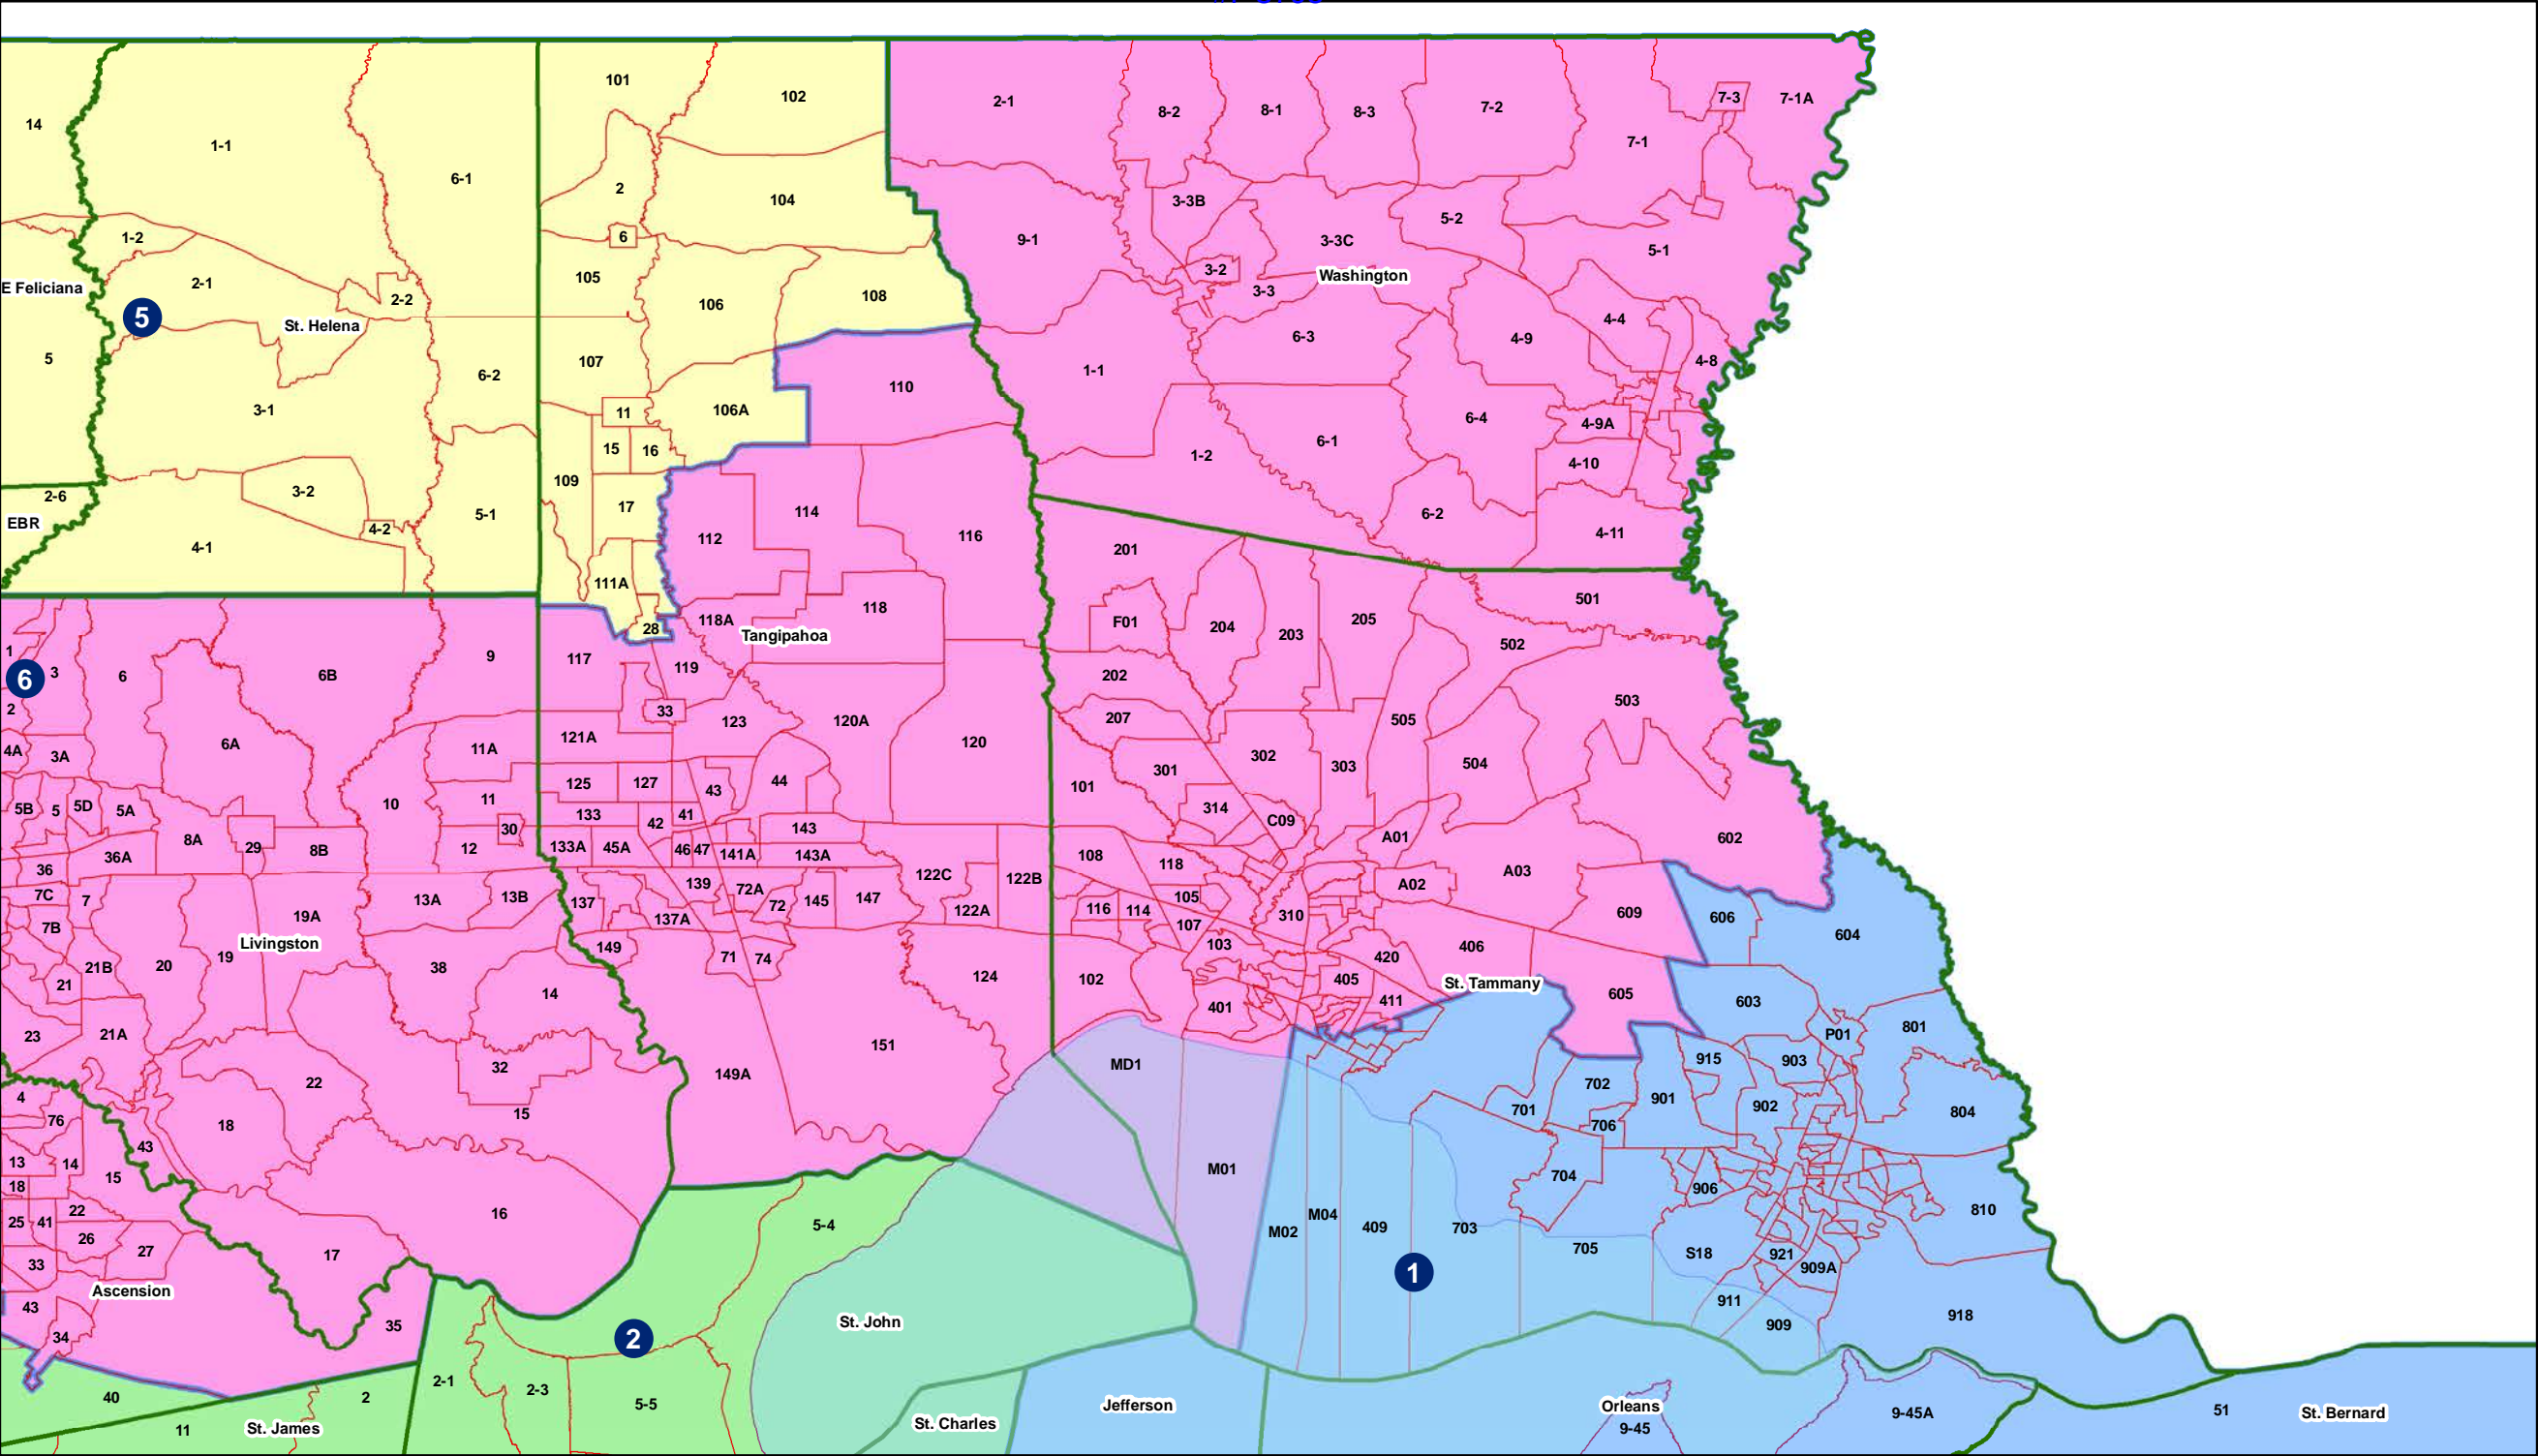 101
102
14
1-1
6-1
2
104
6
1-2
2-1
105
106
108
E Feliciana
5
2-2
St. Helena
5
107
6-2
110
3-1
11
106A
15
16
109
3-2
2-6
17
EBR
4-2
5-1
4-1
112
114
116
111A
118
118A
28
Tangipahoa
2-1
8-2
8-1
8-3
7-2
7-3
7-1A
7-1
3-3B
5-2
9-1
3-3C
5-1
3-2
Washington
3-3
4-4
6-3
4-9
4-8
1-1
6-4
4-9A
6-1
1-2
4-10
6-2
4-11
201
501
F01
204
203
205
502
202
503
207
505
302
301
303
504
101
314
C09
A01
602
108
118
A02
A03
105
116
114
107
310
609
606
103
406
604
420
102
405
St. Tammany
411
605
603
401
P01
801
MD1
915
903
702
901
902
701
706
804
M01
704
906
810
M02
M04
409
703
705
S18
921
909A
1
911
909
918
1
6
3
6
6B
9
117
119
2
33
123
120A
4A
3A
6A
11A
121A
120
5B
5
5D
5A
10
11
125
127
43
44
133
41
42
143
30
8A
29
8B
12
133A
45A
46
47
141A
143A
36
36A
122C
122B
7C
7
13A
13B
137
139
72A
72
145
147
122A
7B
19A
137A
Livingston
149
71
74
21B
20
19
38
124
21
14
23
21A
151
32
149A
22
15
4
76
18
43
13
14
15
18
16
25
41
22
26
27
17
33
Ascension
43
34
35
5-4
2
St. John
40
2
2-1
2-3
5-5
11
St. James
St. Charles
Jefferson
Orleans
9-45
9-45A
51
St. Bernard